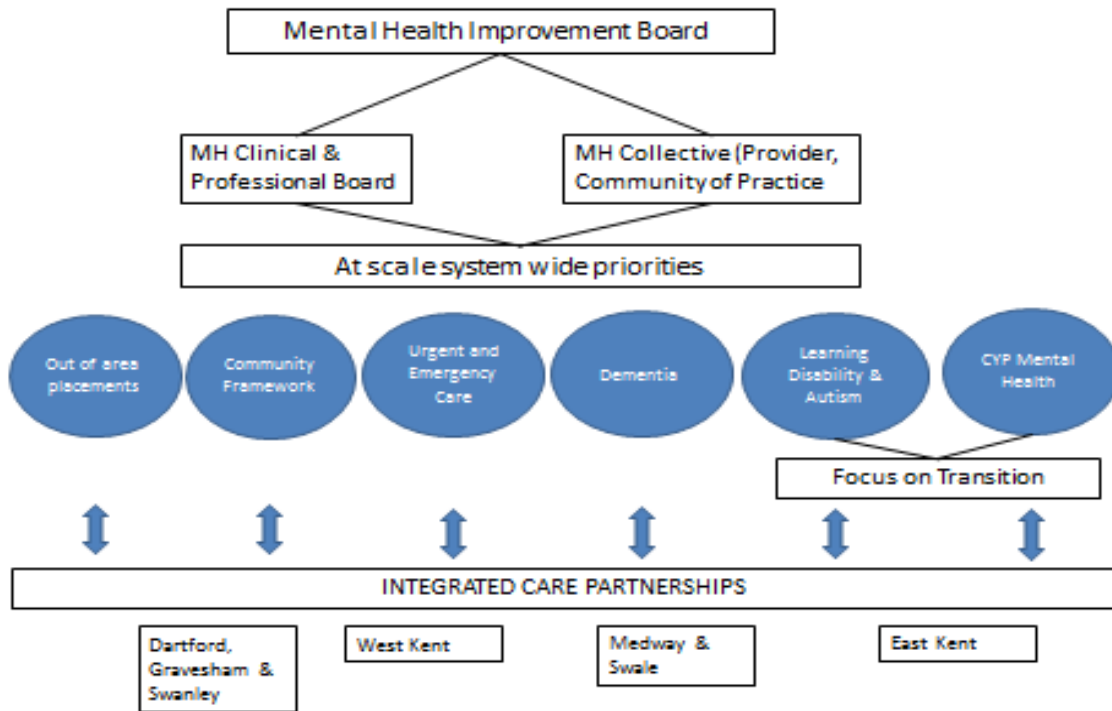 Mental Health Improvement Board
MH Clinical &
Professional Board
MH Collective (Provider,
Community of Practice
At scale system wide priorities
Out of area
placements
Community
Framework
Urgent and
Emergency
Care
Dementia
Learning
Disability &
Autism
CYP Mental
Health
Focus on Transition
INTEGRATED CARE PARTNERSHIPS
Dartford,
Gravesham &
Swanley
West Kent
Medway &
Swale
East Kent